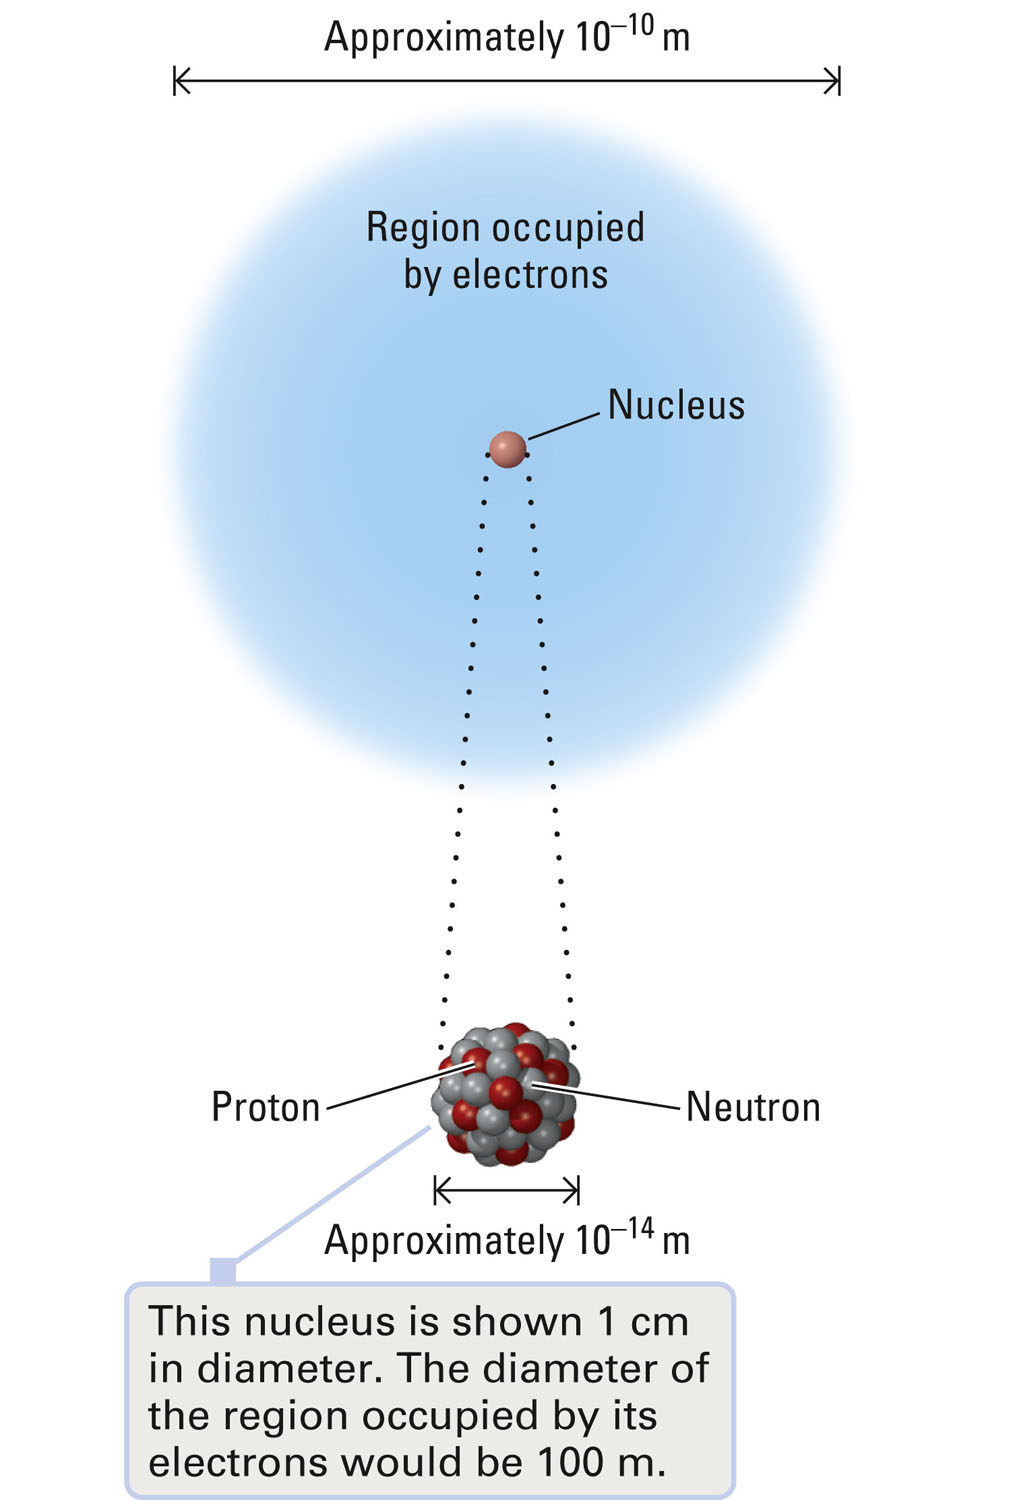 Approximately 10⁻¹⁰ m
Region occupied
by electrons
Nucleus
Proton
Neutron
Approximately 10⁻¹⁴ m
This nucleus is shown 1 cm
in diameter. The diameter of
the region occupied by its
electrons would be 100 m.